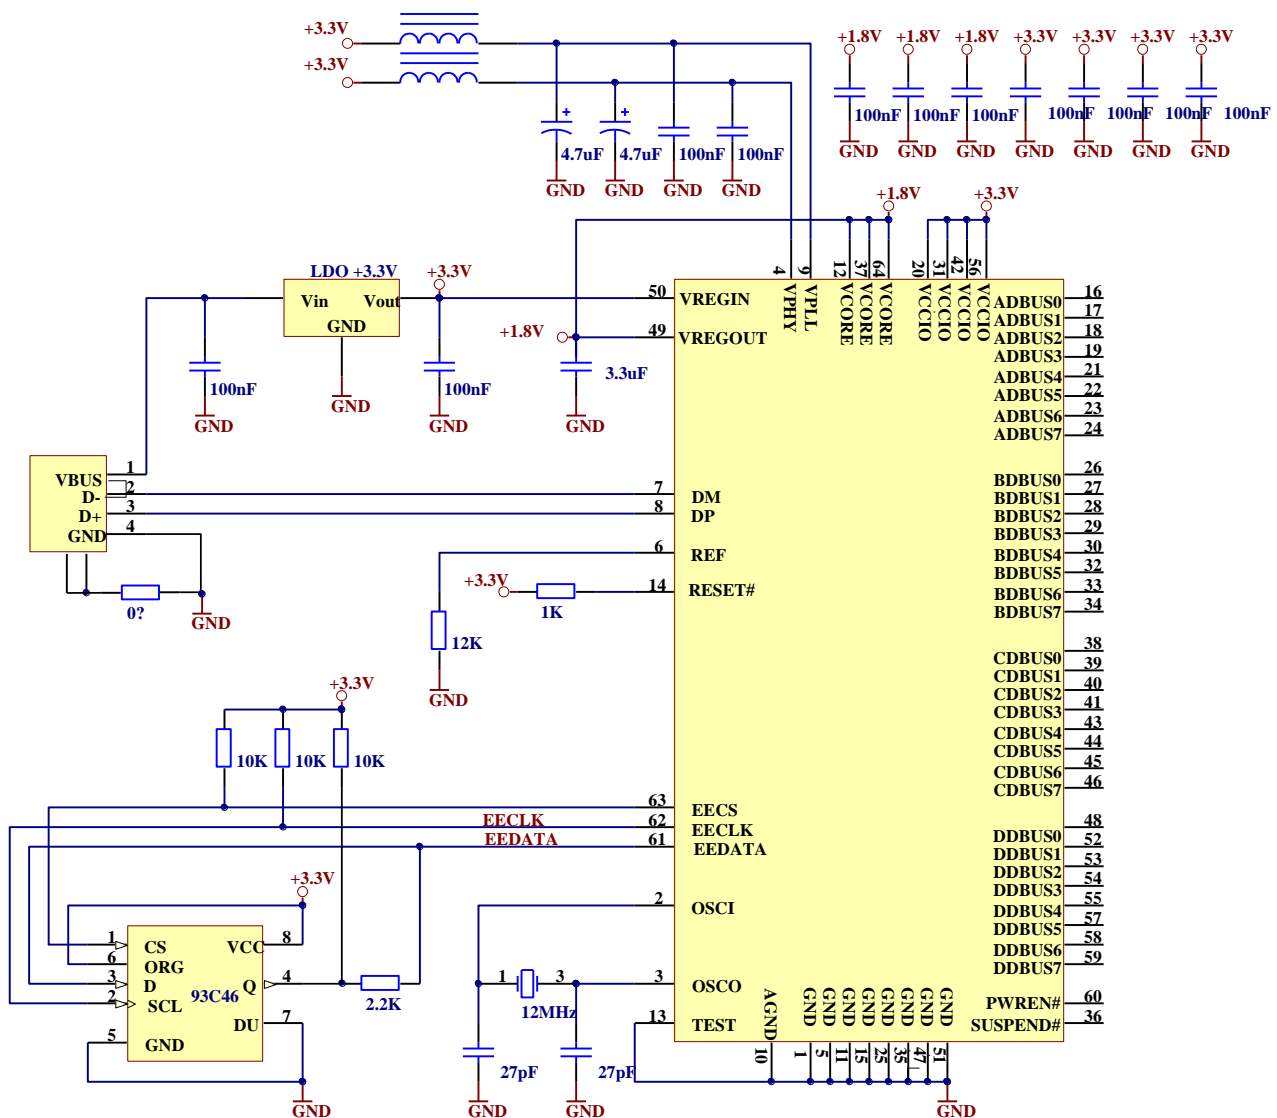 +3.3V
+3.3V
4.7uF
4.7uF
100nF
100nF
GND
GND
GND
GND
+1.8V
+1.8V
+1.8V
+3.3V
+3.3V
+3.3V
+3.3V
100nF
100nF
100nF
100nF
100nF
100nF
100nF
GND
GND
GND
GND
GND
GND
GND
+1.8V
+3.3V
LDO +3.3V
Vin
Vout
GND
+3.3V
+1.8V
100nF
100nF
3.3uF
GND
GND
GND
GND
VBUS
D-
D+
GND
1
2
3
4
0?
GND
+3.3V
1K
12K
GND
+3.3V
10K
10K
10K
EECLK
EEDATA
+3.3V
1
6
3
2
5
CS
ORG
D
SCL
GND
93C46
VCC
Q
DU
8
4
7
2.2K
GND
1
3
12MHz
27pF
27pF
GND
GND
50 VREGIN
49 VREGOUT
7 DM
8 DP
6 REF
14 RESET#
63 EECS
62 EECLK
61 EEDATA
2 OSCI
3 OSCO
13 TEST
4 VPHY
9 VPLL
12 VCORE
37 VCORE
64 VCORE
20 VCCIO
31 VCCIO
42 VCCIO
56 VCCIO
ADBUS0 16
ADBUS1 17
ADBUS2 18
ADBUS3 19
ADBUS4 21
ADBUS5 22
ADBUS6 23
ADBUS7 24
BDBUS0 26
BDBUS1 27
BDBUS2 28
BDBUS3 29
BDBUS4 30
BDBUS5 32
BDBUS6 33
BDBUS7 34
CDBUS0 38
CDBUS1 39
CDBUS2 40
CDBUS3 41
CDBUS4 43
CDBUS5 44
CDBUS6 45
CDBUS7 46
DDBUS0 48
DDBUS1 52
DDBUS2 53
DDBUS3 54
DDBUS4 55
DDBUS5 57
DDBUS6 58
DDBUS7 59
PWREN# 60
SUSPEND# 36
AGND 10
GND 1
GND 5
GND 11
GND 15
GND 25
GND 35
GND 47
GND 51
GND